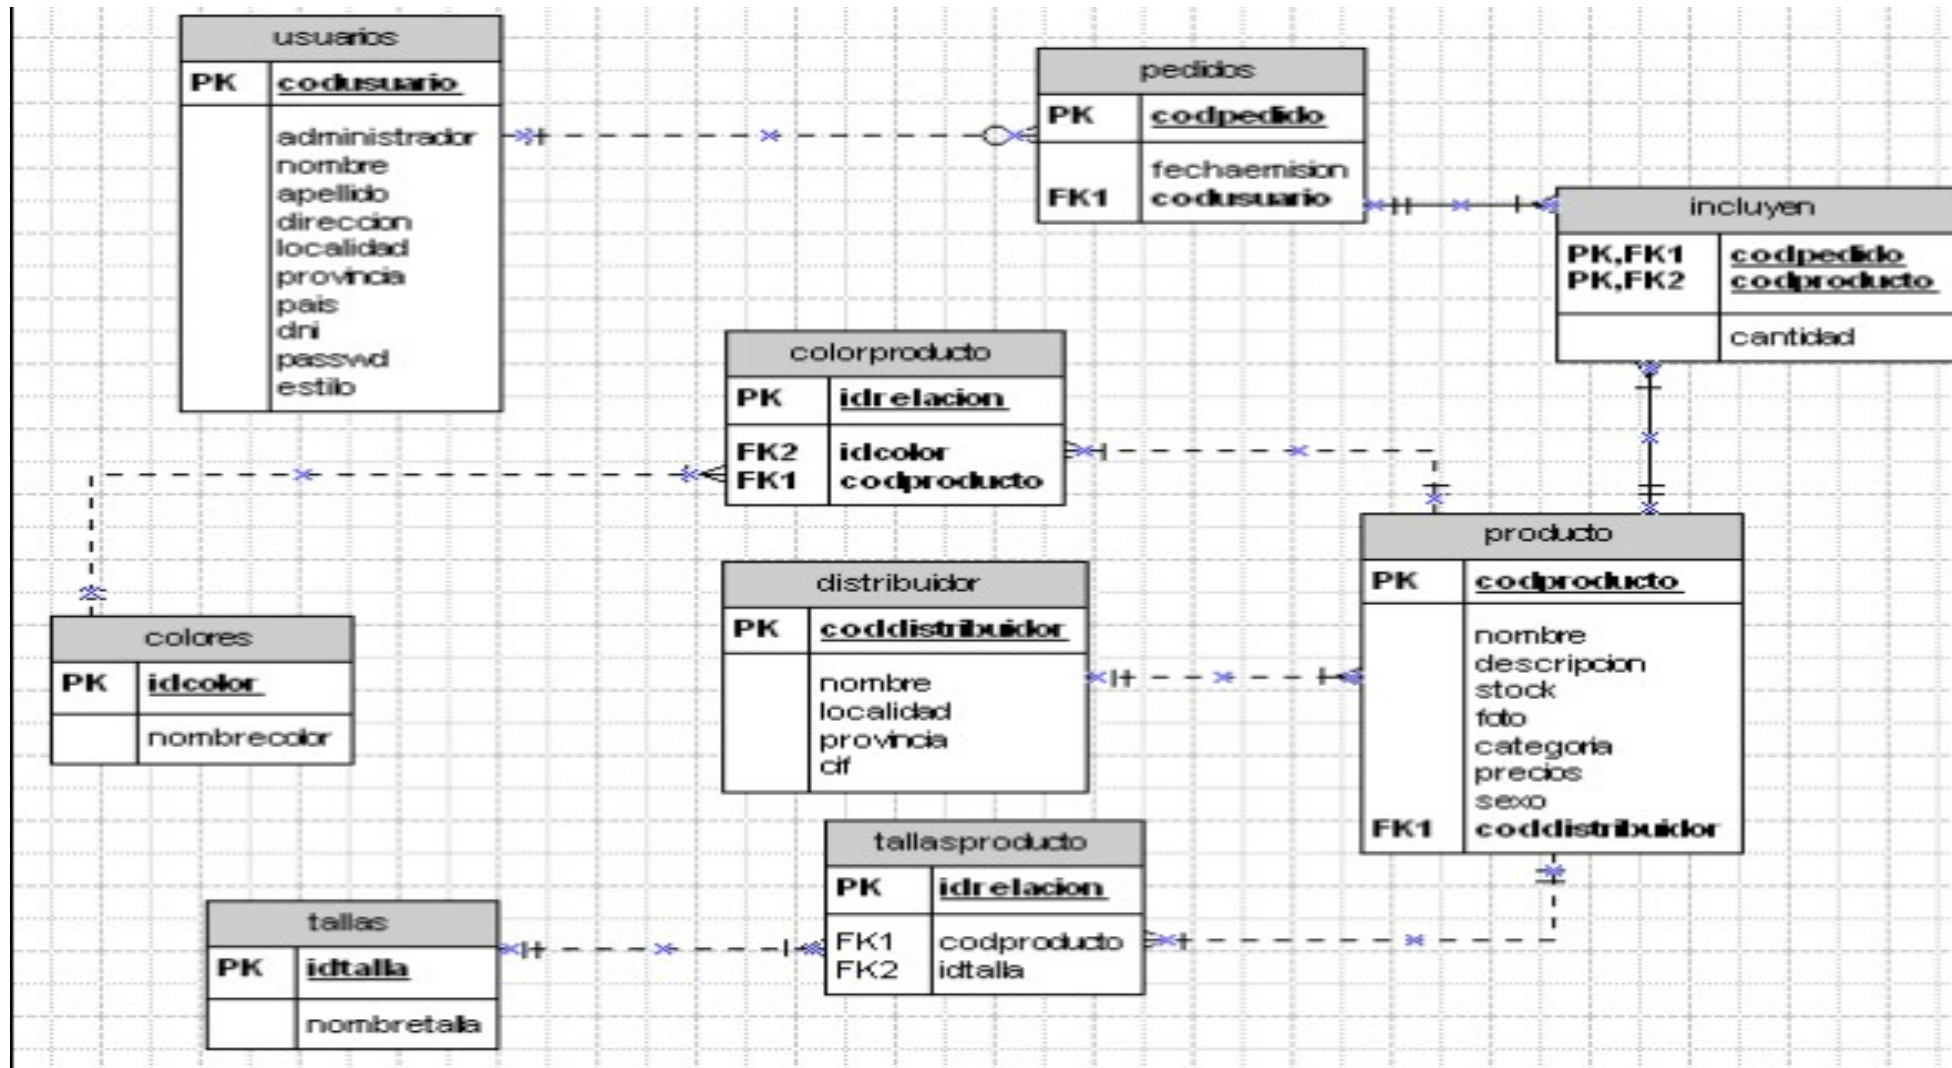 usuarios
PK codusuario
administrador
nombre
apellido
direccion
localidad
provincia
pais
dni
passwd
estilo
pedidos
PK codpedido
fechaemision
FK1 codusuario
incluyen
PK,FK1 codpedido
PK,FK2 codproducto
cantidad
colorproducto
PK idrelacion
FK2 idcolor
FK1 codproducto
producto
PK codproducto
nombre
descripcion
stock
foto
categoria
precios
sexo
FK1 coddistribuidor
distribuidor
PK coddistribuidor
nombre
localidad
provincia
cif
colores
PK idcolor
nombrecolor
tallasproducto
PK idrelacion
FK1 codproducto
FK2 idtalla
tallas
PK idtalla
nombretalla